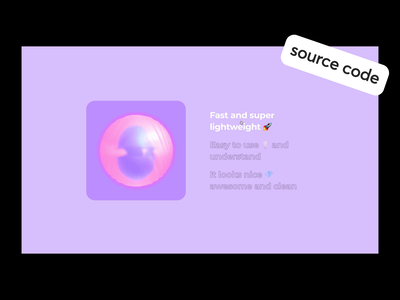 source code
Fast and super
lightweight 🚀
Easy to use 💡 and
understand
It looks nice 💎
awesome and clean